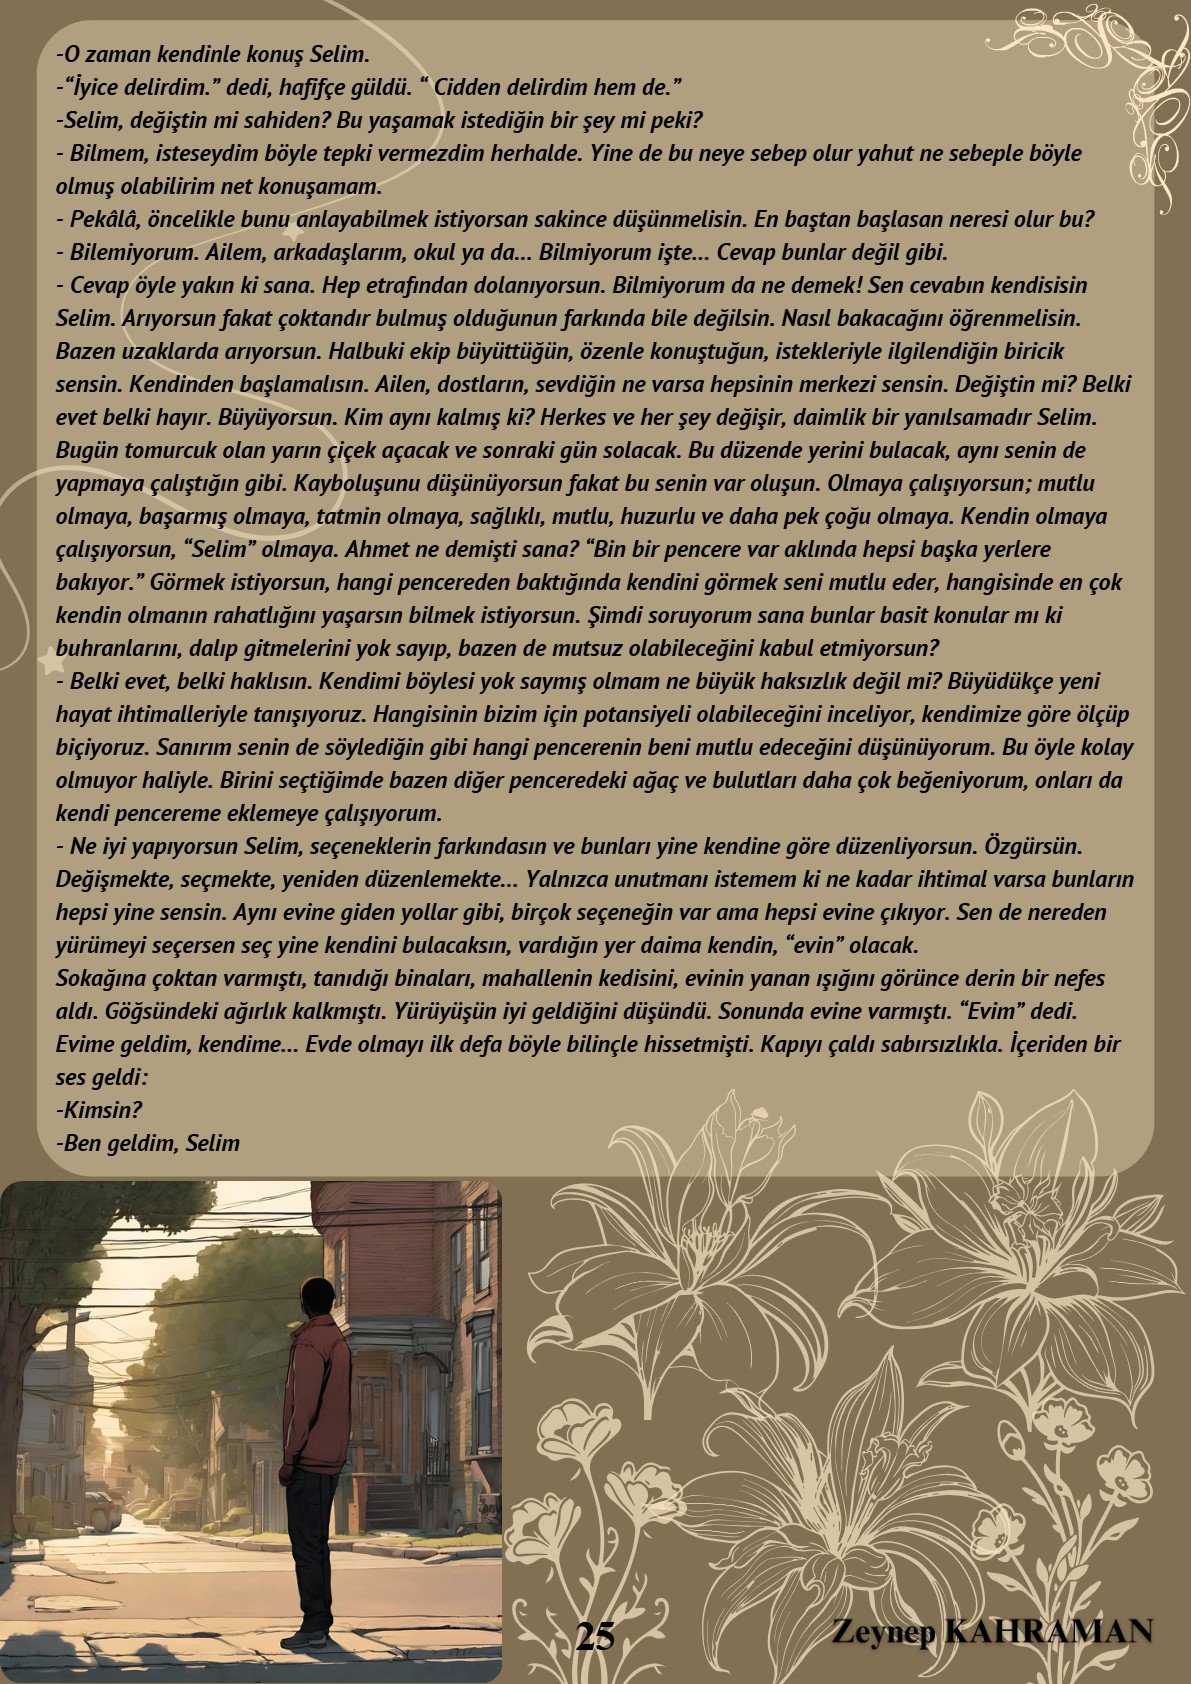 -O zaman kendinle konuş Selim.
-“İyice delirdim.” dedi, hafifçe güldü. “ Cidden delirdim hem de.”
-Selim, değiştin mi sahiden? Bu yaşamak istediğin bir şey mi peki?
- Bilmem, isteseydim böyle tepki vermezdim herhalde. Yine de bu neye sebep olur yahut ne sebeple böyle
olmuş olabilirim net konuşamam.
- Pekâlâ, öncelikle bunu anlayabilmek istiyorsan sakince düşünmelisin. En baştan başlasan neresi olur bu?
- Bilemiyorum. Ailem, arkadaşlarım, okul ya da... Bilmiyorum işte... Cevap bunlar değil gibi.
- Cevap öyle yakın ki sana. Hep etrafından dolanıyorsun. Bilmiyorum da ne demek! Sen cevabın kendisisin
Selim. Arıyorsun fakat çoktandır bulmuş olduğunun farkında bile değilsin. Nasıl bakacağını öğrenmelisin.
Bazen uzaklarda arıyorsun. Halbuki ekip büyüttüğün, özenle konuştuğun, istekleriyle ilgilendiğin biricik
sensin. Kendinden başlamalısın. Ailen, dostların, sevdiğin ne varsa hepsinin merkezi sensin. Değiştin mi? Belki
evet belki hayır. Büyüyorsun. Kim aynı kalmış ki? Herkes ve her şey değişir, daimlik bir yanılsamadır Selim.
Bugün tomurcuk olan yarın çiçek açacak ve sonraki gün solacak. Bu düzende yerini bulacak, aynı senin de
yapmaya çalıştığın gibi. Kayboluşunu düşünüyorsun fakat bu senin var oluşun. Olmaya çalışıyorsun; mutlu
olmaya, başarmış olmaya, tatmin olmaya, sağlıklı, mutlu, huzurlu ve daha pek çoğu olmaya. Kendin olmaya
çalışıyorsun, “Selim” olmaya. Ahmet ne demişti sana? “Bin bir pencere var aklında hepsi başka yerlere
bakıyor.” Görmek istiyorsun, hangi pencereden baktığında kendini görmek seni mutlu eder, hangisinde en çok
kendin olmanın rahatlığını yaşarsın bilmek istiyorsun. Şimdi soruyorum sana bunlar basit konular mı ki
buhranlarını, dalıp gitmelerini yok sayıp, bazen de mutsuz olabileceğini kabul etmiyorsun?
- Belki evet, belki haklısın. Kendimi böylesi yok saymış olmam ne büyük haksızlık değil mi? Büyüdükçe yeni
hayat ihtimalleriyle tanışıyoruz. Hangisinin bizim için potansiyeli olabileceğini inceliyor, kendimize göre ölçüp
biçiyoruz. Sanırım senin de söylediğin gibi hangi pencerenin beni mutlu edeceğini düşünüyorum. Bu öyle kolay
olmuyor haliyle. Birini seçtiğimde bazen diğer penceredeki ağaç ve bulutları daha çok beğeniyorum, onları da
kendi pencereme eklemeye çalışıyorum.
- Ne iyi yapıyorsun Selim, seçeneklerin farkındasın ve bunları yine kendine göre düzenliyorsun. Özgürsün.
Değişmekte, seçmekte, yeniden düzenlemekte... Yalnızca unutmanı istemem ki ne kadar ihtimal varsa bunların
hepsi yine sensin. Aynı evine giden yollar gibi, birçok seçeneğin var ama hepsi evine çıkıyor. Sen de nereden
yürümeyi seçersen seç yine kendini bulacaksın, vardığın yer daima kendin, “evin” olacak.
Sokağına çoktan varmıştı, tanıdığı binaları, mahallenin kedisini, evinin yanan ışığını görünce derin bir nefes
aldı. Göğsündeki ağırlık kalkmıştı. Yürüyüşün iyi geldiğini düşündü. Sonunda evine varmıştı. “Evim” dedi.
Evime geldim, kendime... Evde olmayı ilk defa böyle bilinçle hissetmişti. Kapıyı çaldı sabırsızlıkla. İçeriden bir
ses geldi:
-Kimsin?
-Ben geldim, Selim
25
Zeynep KAHRAMAN